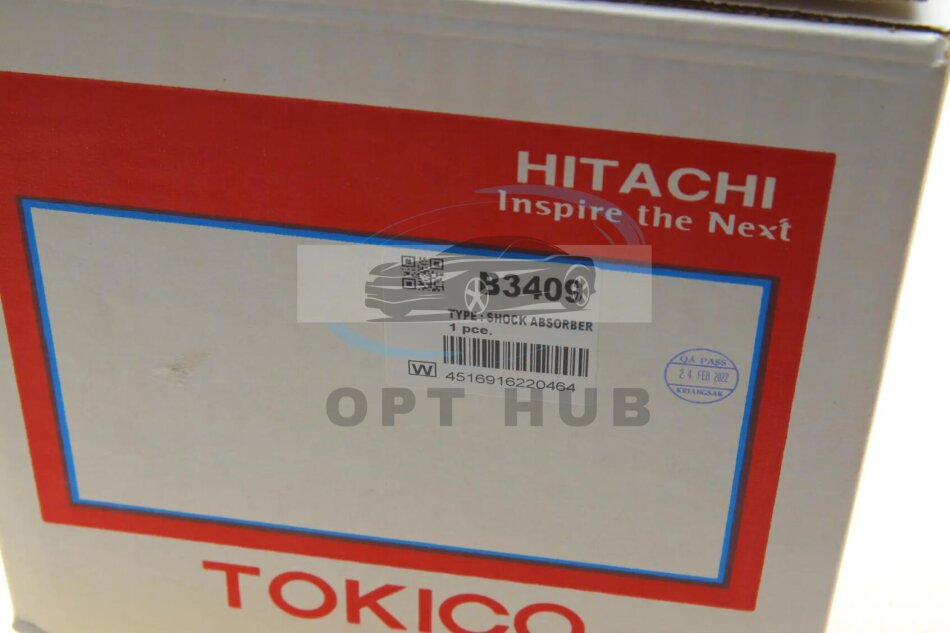 HITACHI
Inspire the Next
B3409
TYPE : SHOCK ABSORBER
1 pce.
W 4516916220464
QA PASS
24 FEB 2022
KRIANGSAK
OPT HUB
TOKICO